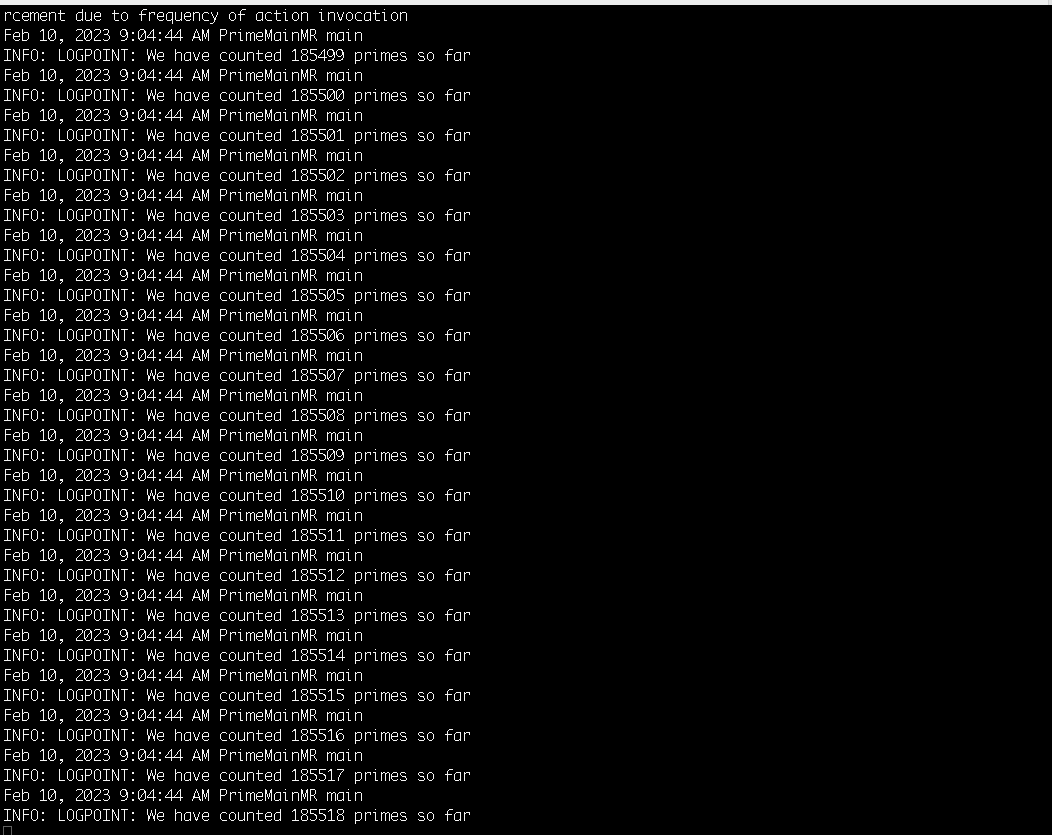 rcement due to frequency of action invocation
Feb 10, 2023 9:04:44 AM PrimeMainMR main
INFO: LOGPOINT: We have counted 185499 primes so far
Feb 10, 2023 9:04:44 AM PrimeMainMR main
INFO: LOGPOINT: We have counted 185500 primes so far
Feb 10, 2023 9:04:44 AM PrimeMainMR main
INFO: LOGPOINT: We have counted 185501 primes so far
Feb 10, 2023 9:04:44 AM PrimeMainMR main
INFO: LOGPOINT: We have counted 185502 primes so far
Feb 10, 2023 9:04:44 AM PrimeMainMR main
INFO: LOGPOINT: We have counted 185503 primes so far
Feb 10, 2023 9:04:44 AM PrimeMainMR main
INFO: LOGPOINT: We have counted 185504 primes so far
Feb 10, 2023 9:04:44 AM PrimeMainMR main
INFO: LOGPOINT: We have counted 185505 primes so far
Feb 10, 2023 9:04:44 AM PrimeMainMR main
INFO: LOGPOINT: We have counted 185506 primes so far
Feb 10, 2023 9:04:44 AM PrimeMainMR main
INFO: LOGPOINT: We have counted 185507 primes so far
Feb 10, 2023 9:04:44 AM PrimeMainMR main
INFO: LOGPOINT: We have counted 185508 primes so far
Feb 10, 2023 9:04:44 AM PrimeMainMR main
INFO: LOGPOINT: We have counted 185509 primes so far
Feb 10, 2023 9:04:44 AM PrimeMainMR main
INFO: LOGPOINT: We have counted 185510 primes so far
Feb 10, 2023 9:04:44 AM PrimeMainMR main
INFO: LOGPOINT: We have counted 185511 primes so far
Feb 10, 2023 9:04:44 AM PrimeMainMR main
INFO: LOGPOINT: We have counted 185512 primes so far
Feb 10, 2023 9:04:44 AM PrimeMainMR main
INFO: LOGPOINT: We have counted 185513 primes so far
Feb 10, 2023 9:04:44 AM PrimeMainMR main
INFO: LOGPOINT: We have counted 185514 primes so far
Feb 10, 2023 9:04:44 AM PrimeMainMR main
INFO: LOGPOINT: We have counted 185515 primes so far
Feb 10, 2023 9:04:44 AM PrimeMainMR main
INFO: LOGPOINT: We have counted 185516 primes so far
Feb 10, 2023 9:04:44 AM PrimeMainMR main
INFO: LOGPOINT: We have counted 185517 primes so far
Feb 10, 2023 9:04:44 AM PrimeMainMR main
INFO: LOGPOINT: We have counted 185518 primes so far